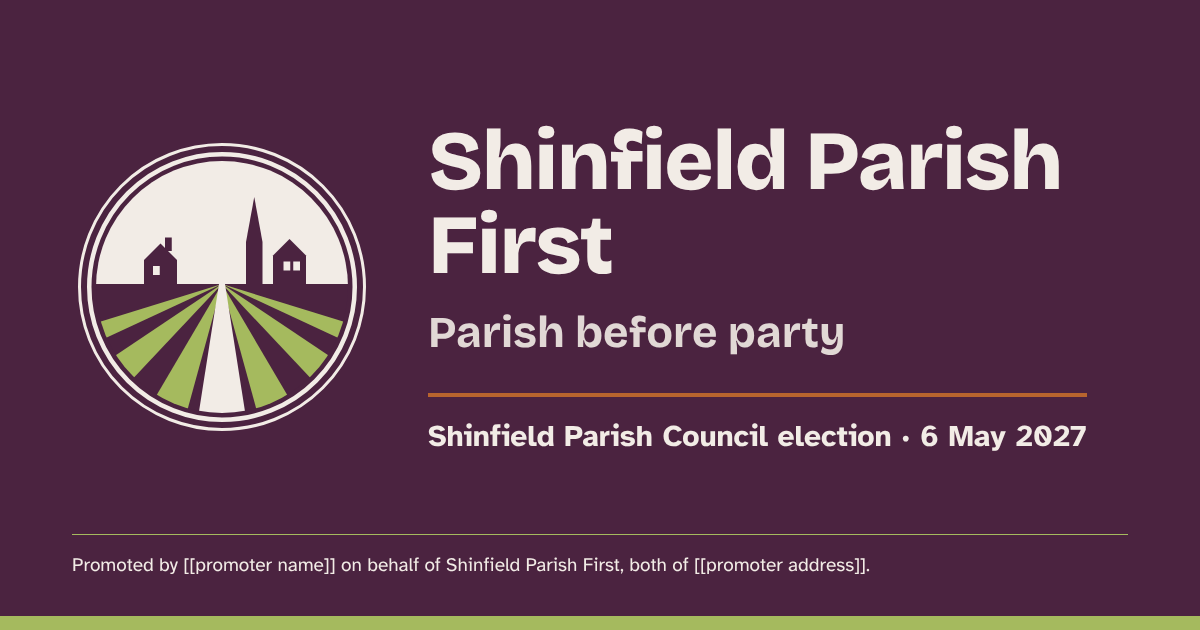 Shinfield Parish
First
Parish before party
Shinfield Parish Council election · 6 May 2027
Promoted by [[promoter name]] on behalf of Shinfield Parish First, both of [[promoter address]].